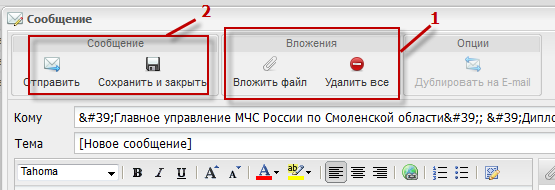 2
1
Сообщение
Сообщение Вложения Опции
Отправить Сохранить и закрыть Вложить файл Удалить все Дублировать на E-mail
Кому &#39;Главное управление МЧС России по Смоленской области&#39;; &#39;Дипло
Тема [Новое сообщение]
Tahoma B I U A A A ab